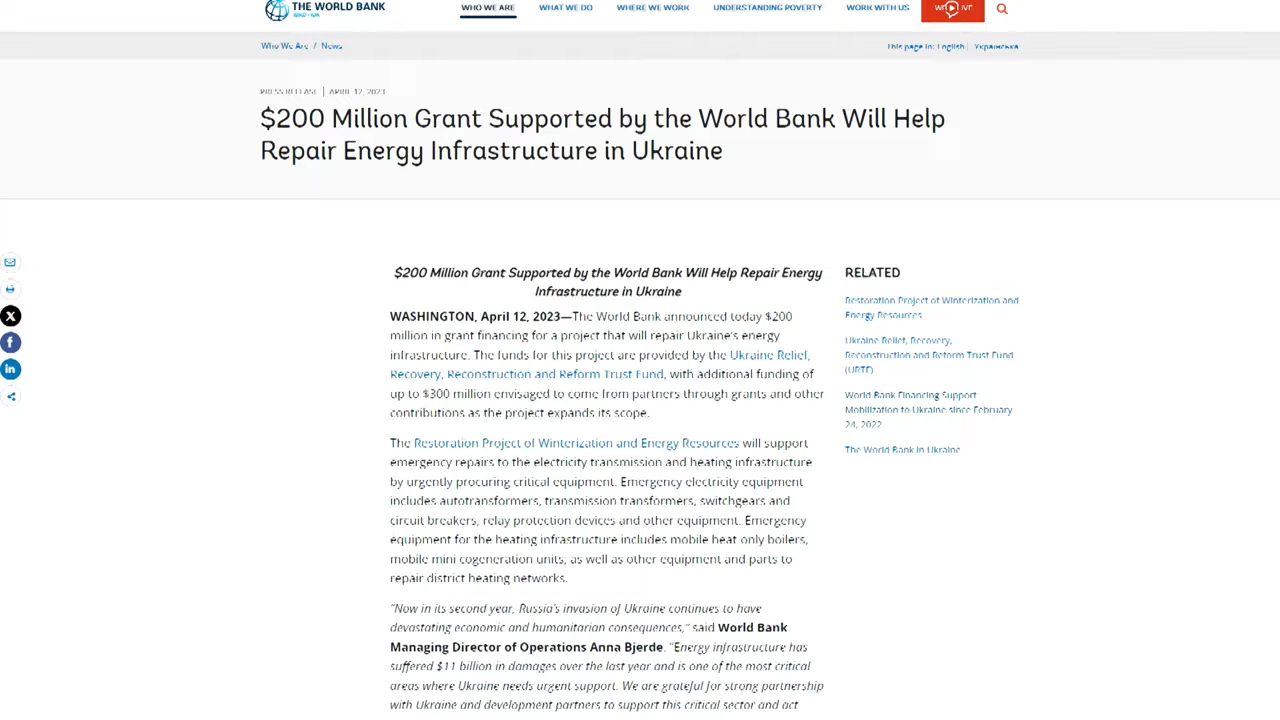 THE WORLD BANK
IBRD • IDA
WHO WE ARE
WHAT WE DO
WHERE WE WORK
UNDERSTANDING POVERTY
WORK WITH US
Who We Are / News
This page in: English | Українська
PRESS RELEASE | APRIL 12, 2023
$200 Million Grant Supported by the World Bank Will Help
Repair Energy Infrastructure in Ukraine
$200 Million Grant Supported by the World Bank Will Help Repair Energy
Infrastructure in Ukraine
WASHINGTON, April 12, 2023—The World Bank announced today $200
million in grant financing for a project that will repair Ukraine's energy
infrastructure. The funds for this project are provided by the Ukraine Relief,
Recovery, Reconstruction and Reform Trust Fund, with additional funding of
up to $300 million envisaged to come from partners through grants and other
contributions as the project expands its scope.
The Restoration Project of Winterization and Energy Resources will support
emergency repairs to the electricity transmission and heating infrastructure
by urgently procuring critical equipment. Emergency electricity equipment
includes autotransformers, transmission transformers, switchgears and
circuit breakers, relay protection devices and other equipment. Emergency
equipment for the heating infrastructure includes mobile heat only boilers,
mobile mini cogeneration units, as well as other equipment and parts to
repair district heating networks.
"Now in its second year, Russia's invasion of Ukraine continues to have
devastating economic and humanitarian consequences," said World Bank
Managing Director of Operations Anna Bjerde. "Energy infrastructure has
suffered $11 billion in damages over the last year and is one of the most critical
areas where Ukraine needs urgent support. We are grateful for strong partnership
with Ukraine and development partners to support this critical sector and act
RELATED
Restoration Project of Winterization and
Energy Resources
Ukraine Relief, Recovery,
Reconstruction and Reform Trust Fund
(URTF)
World Bank Financing Support
Mobilization to Ukraine since February
24, 2022
The World Bank in Ukraine